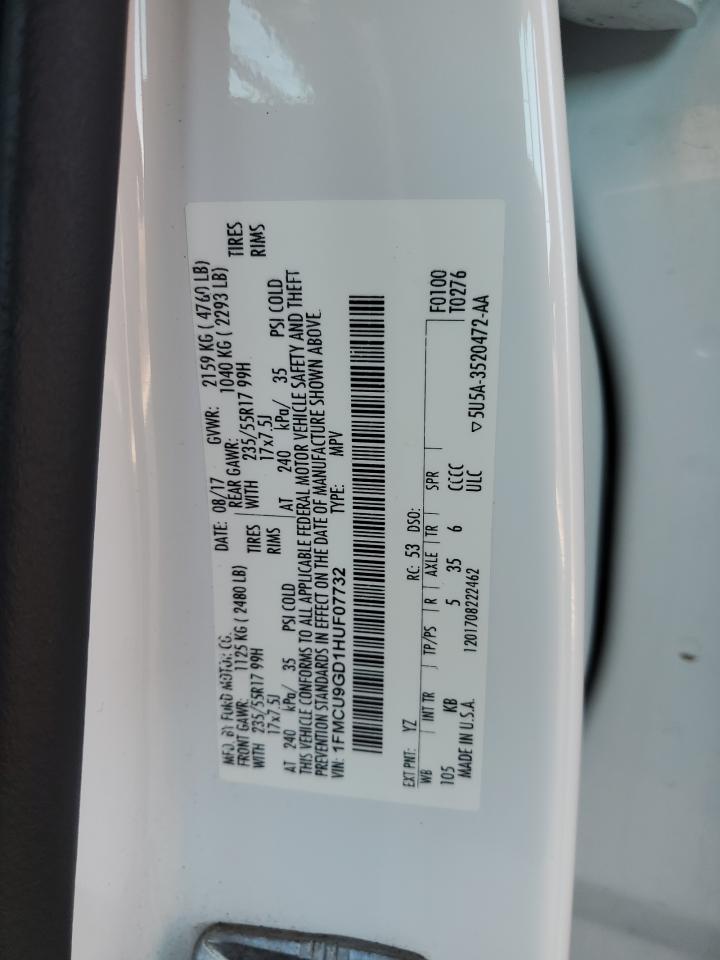 MFD. BY FORD MOTOR CO.
DATE: 08/17 GVWR: 2159 KG ( 4760 LB)
FRONT GAWR: 1125 KG ( 2480 LB) REAR GAWR: 1040 KG ( 2293 LB)
WITH 235/55R17 99H TIRES WITH 235/55R17 99H TIRES
17x7.5J RIMS 17x7.5J RIMS
AT 240 kPa/ 35 PSI COLD AT 240 kPa/ 35 PSI COLD
THIS VEHICLE CONFORMS TO ALL APPLICABLE FEDERAL MOTOR VEHICLE SAFETY AND THEFT
PREVENTION STANDARDS IN EFFECT ON THE DATE OF MANUFACTURE SHOWN ABOVE.
VIN: 1FMCU9GD1HUF07732 TYPE: MPV
EXT PNT: YZ RC: 53 DSO: F0100
WB INT TR TP/PS R AXLE TR SPR T0276
105 KB 5 35 6 CCCC
MADE IN U.S.A. 1201708222462 ULC ▽5U5A-3520472-AA